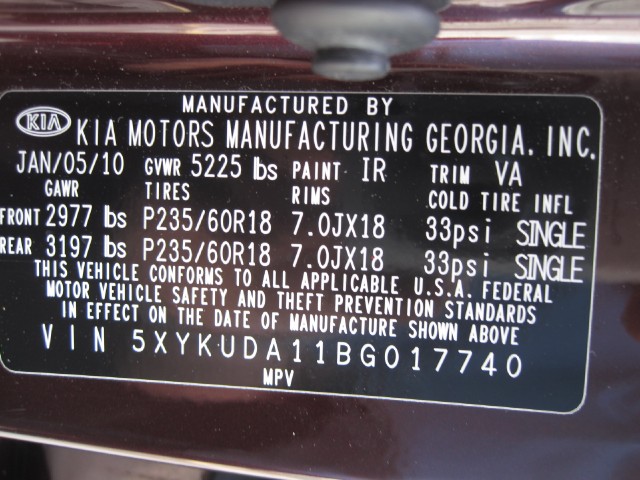 MANUFACTURED BY
KIA KIA MOTORS MANUFACTURING GEORGIA, INC.
JAN/05/10 GVWR 5225 lbs PAINT IR TRIM VA
GAWR TIRES RIMS COLD TIRE INFL
FRONT 2977 lbs P235/60R18 7.0JX18 33psi SINGLE
REAR 3197 lbs P235/60R18 7.0JX18 33psi SINGLE
THIS VEHICLE CONFORMS TO ALL APPLICABLE U.S.A. FEDERAL
MOTOR VEHICLE SAFETY AND THEFT PREVENTION STANDARDS
IN EFFECT ON THE DATE OF MANUFACTURE SHOWN ABOVE
VIN 5XYKUDA11BG017740
MPV